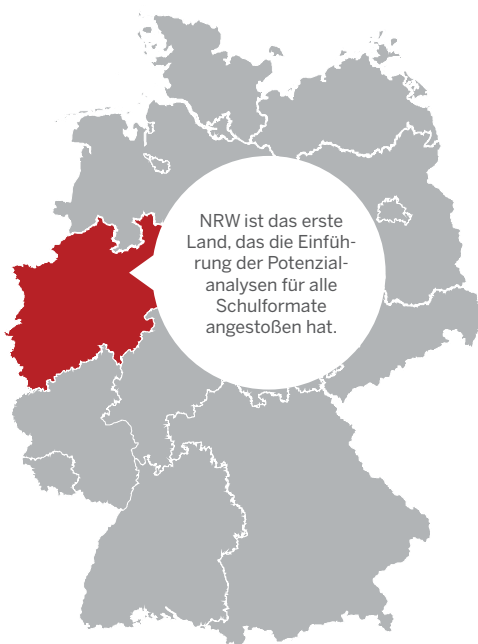 NRW ist das erste
Land, das die Einfüh-
rung der Potenzial-
analysen für alle
Schulformate
angestoßen hat.